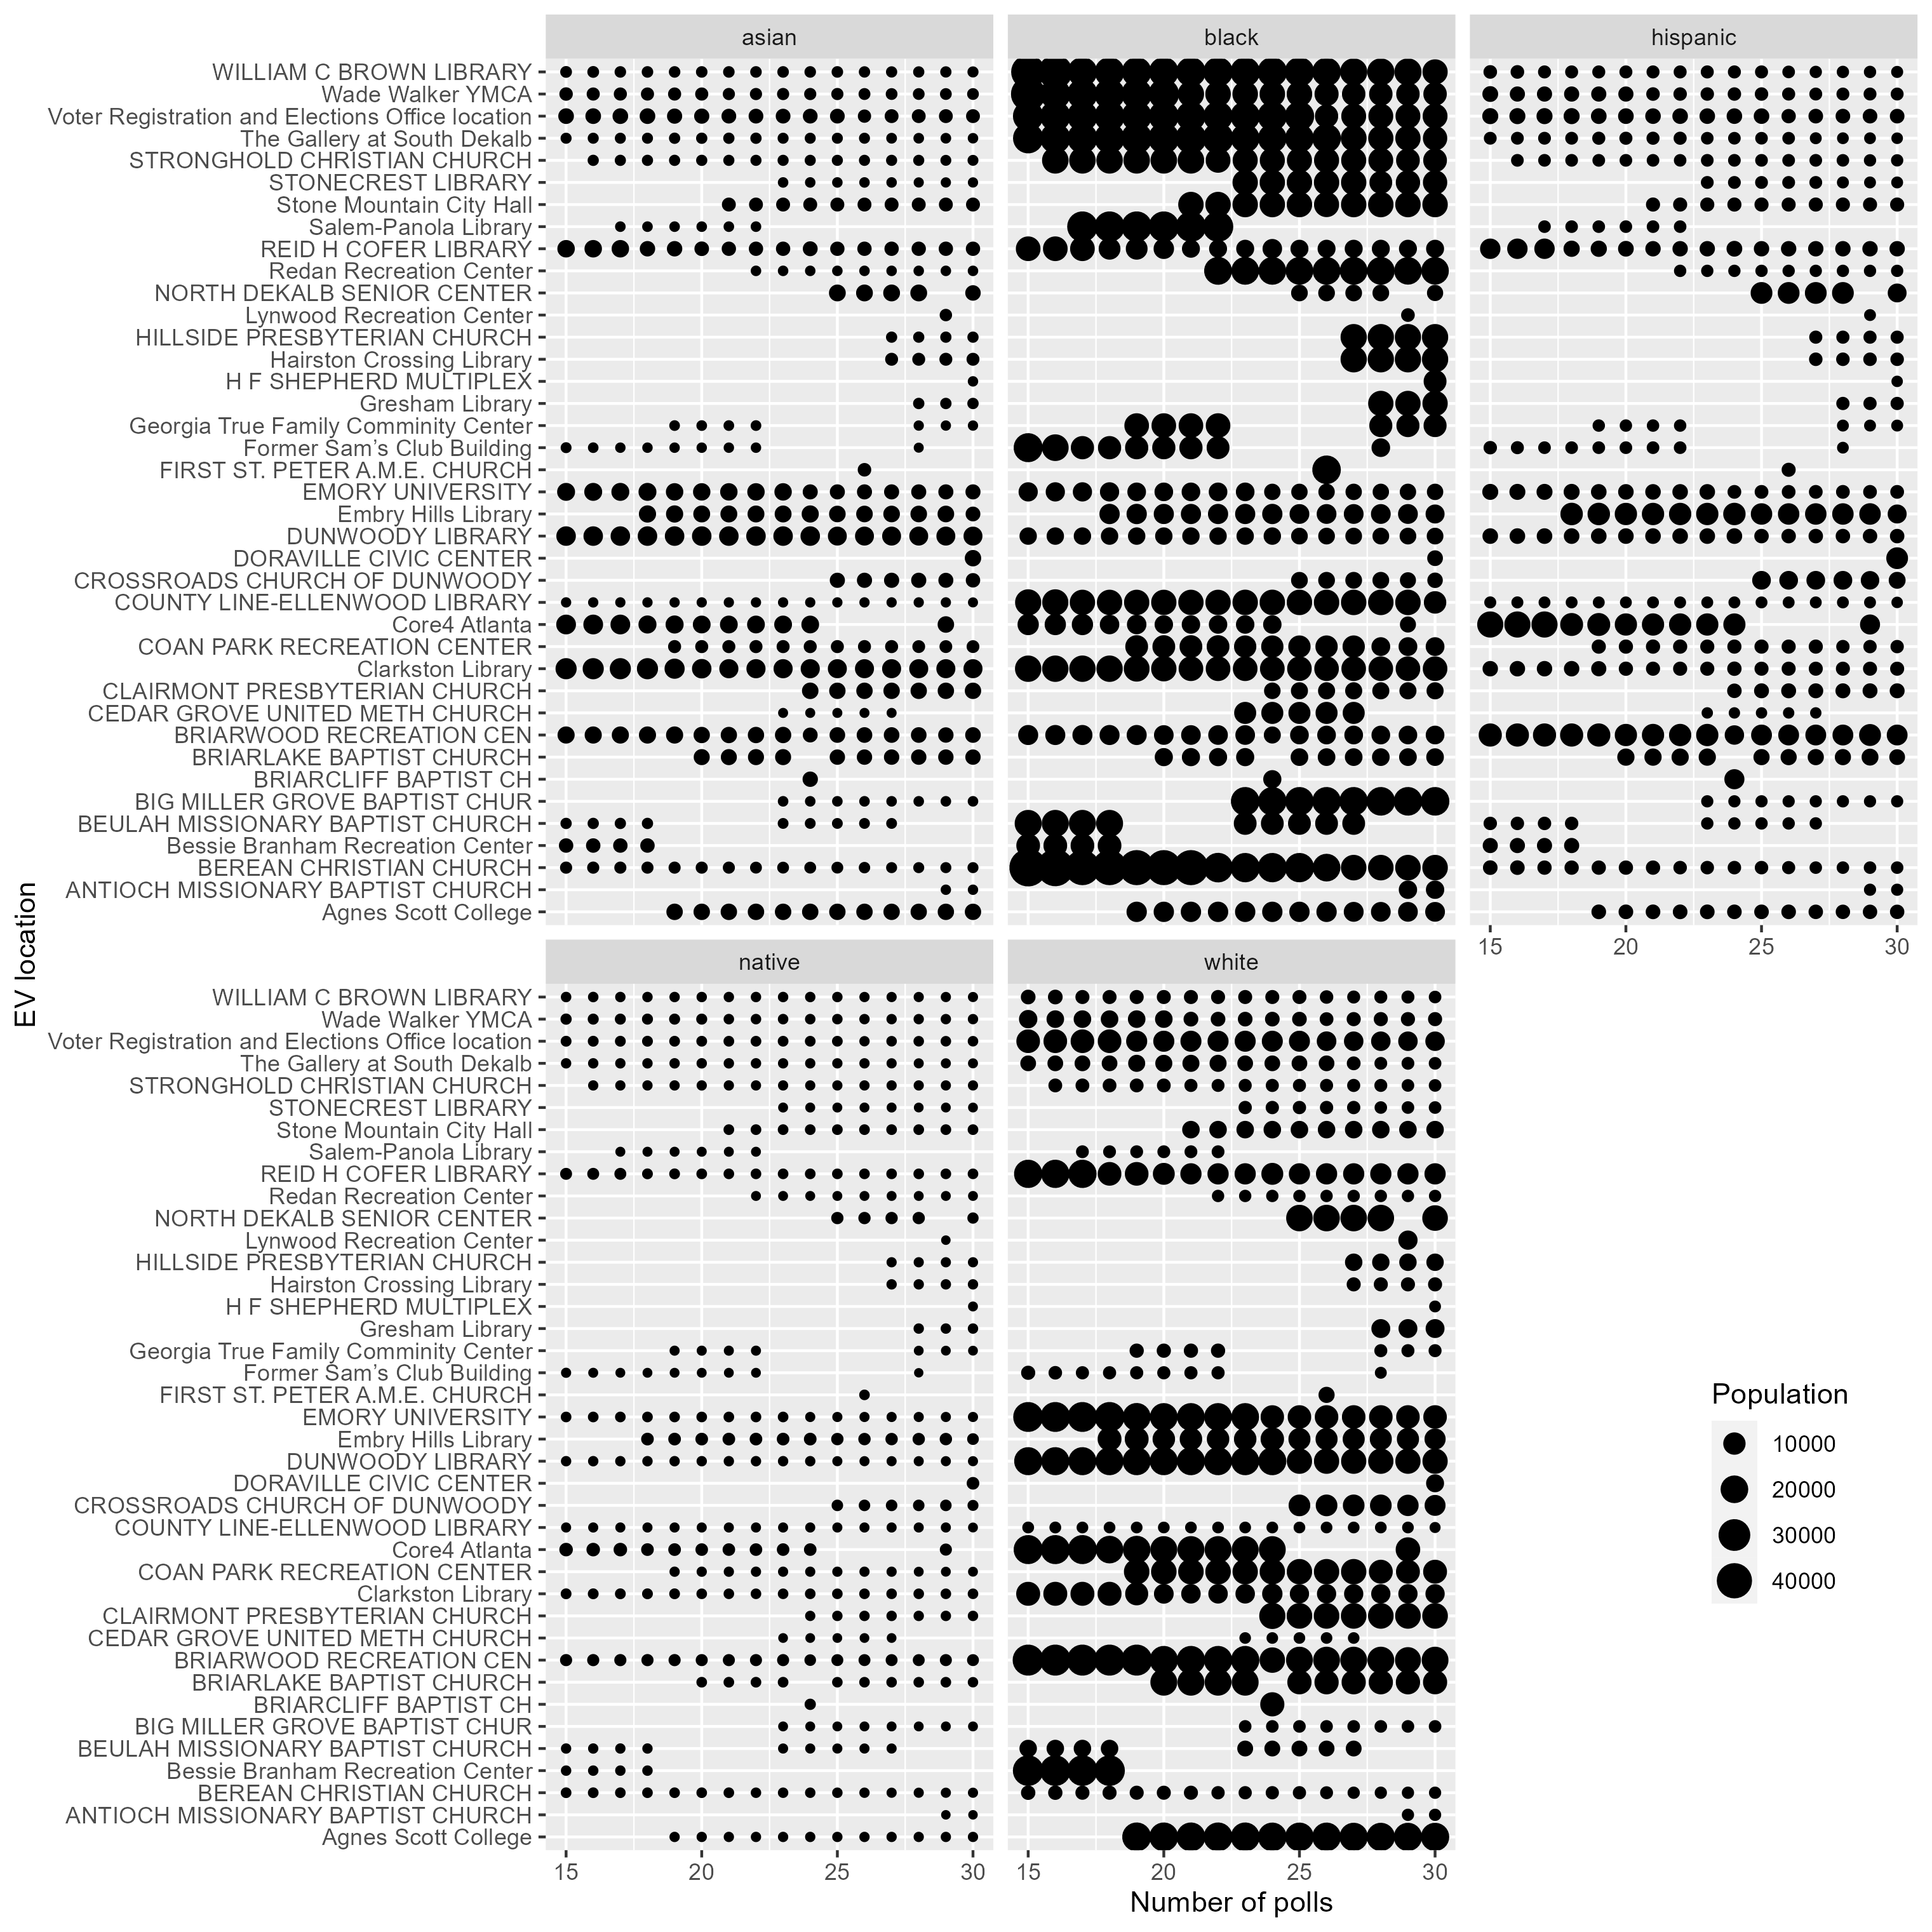 asian
black
hispanic
WILLIAM C BROWN LIBRARY
Wade Walker YMCA
Voter Registration and Elections Office location
The Gallery at South Dekalb
STRONGHOLD CHRISTIAN CHURCH
STONECREST LIBRARY
Stone Mountain City Hall
Salem-Panola Library
REID H COFER LIBRARY
Redan Recreation Center
NORTH DEKALB SENIOR CENTER
Lynwood Recreation Center
HILLSIDE PRESBYTERIAN CHURCH
Hairston Crossing Library
H F SHEPHERD MULTIPLEX
Gresham Library
Georgia True Family Comminity Center
Former Sam’s Club Building
FIRST ST. PETER A.M.E. CHURCH
EMORY UNIVERSITY
Embry Hills Library
DUNWOODY LIBRARY
DORAVILLE CIVIC CENTER
CROSSROADS CHURCH OF DUNWOODY
COUNTY LINE-ELLENWOOD LIBRARY
Core4 Atlanta
COAN PARK RECREATION CENTER
Clarkston Library
CLAIRMONT PRESBYTERIAN CHURCH
CEDAR GROVE UNITED METH CHURCH
BRIARWOOD RECREATION CEN
BRIARLAKE BAPTIST CHURCH
BRIARCLIFF BAPTIST CH
BIG MILLER GROVE BAPTIST CHUR
BEULAH MISSIONARY BAPTIST CHURCH
Bessie Branham Recreation Center
BEREAN CHRISTIAN CHURCH
ANTIOCH MISSIONARY BAPTIST CHURCH
Agnes Scott College
15 20 25 30
EV location
native
white
WILLIAM C BROWN LIBRARY
Wade Walker YMCA
Voter Registration and Elections Office location
The Gallery at South Dekalb
STRONGHOLD CHRISTIAN CHURCH
STONECREST LIBRARY
Stone Mountain City Hall
Salem-Panola Library
REID H COFER LIBRARY
Redan Recreation Center
NORTH DEKALB SENIOR CENTER
Lynwood Recreation Center
HILLSIDE PRESBYTERIAN CHURCH
Hairston Crossing Library
H F SHEPHERD MULTIPLEX
Gresham Library
Georgia True Family Comminity Center
Former Sam’s Club Building
FIRST ST. PETER A.M.E. CHURCH
EMORY UNIVERSITY
Embry Hills Library
DUNWOODY LIBRARY
DORAVILLE CIVIC CENTER
CROSSROADS CHURCH OF DUNWOODY
COUNTY LINE-ELLENWOOD LIBRARY
Core4 Atlanta
COAN PARK RECREATION CENTER
Clarkston Library
CLAIRMONT PRESBYTERIAN CHURCH
CEDAR GROVE UNITED METH CHURCH
BRIARWOOD RECREATION CEN
BRIARLAKE BAPTIST CHURCH
BRIARCLIFF BAPTIST CH
BIG MILLER GROVE BAPTIST CHUR
BEULAH MISSIONARY BAPTIST CHURCH
Bessie Branham Recreation Center
BEREAN CHRISTIAN CHURCH
ANTIOCH MISSIONARY BAPTIST CHURCH
Agnes Scott College
15 20 25 30
15 20 25 30
Number of polls
Population
10000
20000
30000
40000